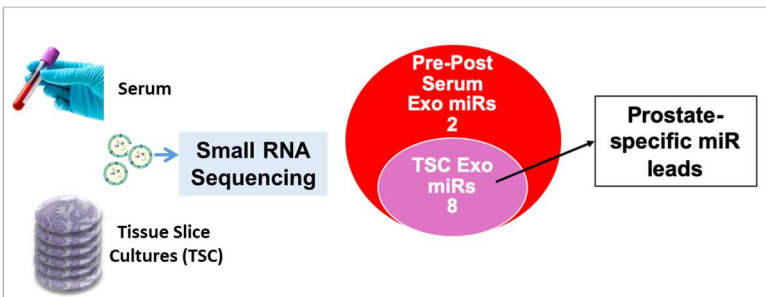 Serum
Tissue Slice
Cultures (TSC)
Small RNA
Sequencing
Pre-Post
Serum
Exo miRs
2
TSC Exo
miRs
8
Prostate-
specific miR
leads